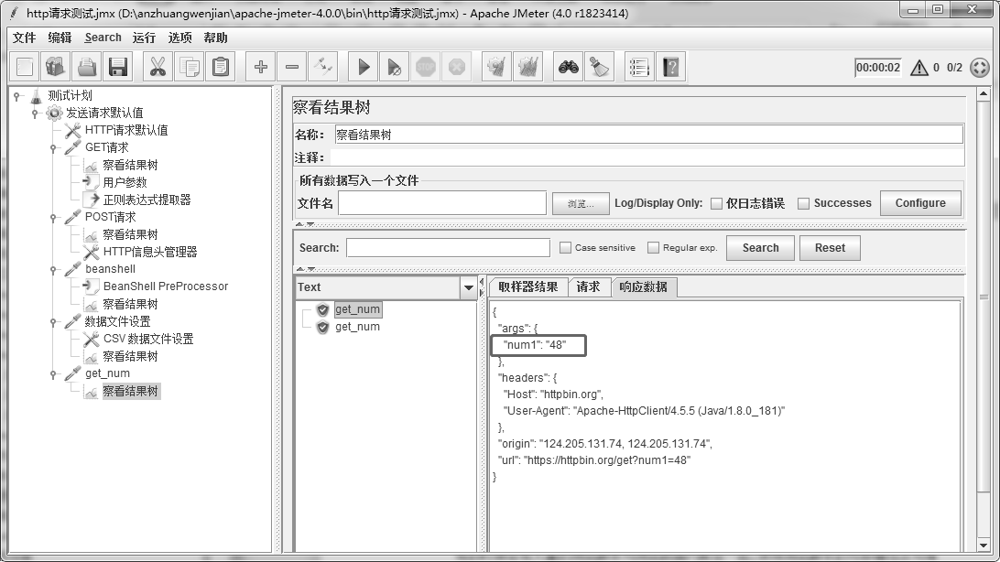 http请求测试.jmx (D:\anzhuangwenjian\apache-jmeter-4.0.0\bin\http请求测试.jmx) - Apache JMeter (4.0 r1823414)
文件 编辑 Search 运行 选项 帮助
STOP
00:00:02 0 0/2
测试计划
发送请求默认值
HTTP请求默认值
GET请求
察看结果树
用户参数
正则表达式提取器
POST请求
察看结果树
HTTP信息头管理器
beanshell
BeanShell PreProcessor
察看结果树
数据文件设置
CSV 数据文件设置
察看结果树
get_num
察看结果树
察看结果树
名称: 察看结果树
注释:
所有数据写入一个文件
文件名 浏览... Log/Display Only: 仅日志错误 Successes Configure
Search: Case sensitive Regular exp. Search Reset
Text
get_num
get_num
取样器结果 请求 响应数据
{
"args": {
"num1": "48"
},
"headers": {
"Host": "httpbin.org",
"User-Agent": "Apache-HttpClient/4.5.5 (Java/1.8.0_181)"
},
"origin": "124.205.131.74, 124.205.131.74",
"url": "https://httpbin.org/get?num1=48"
}